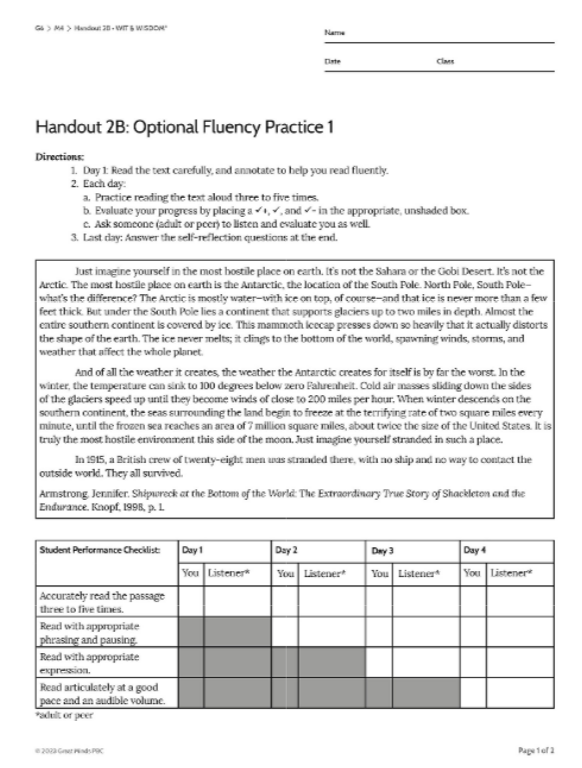 G6 > M4 > Handout 2B • WIT & WISDOM®
Name
Date Class
Handout 2B: Optional Fluency Practice 1
Directions:
1. Day 1: Read the text carefully, and annotate to help you read fluently.
2. Each day:
a. Practice reading the text aloud three to five times.
b. Evaluate your progress by placing a ✓+, ✓, and ✓- in the appropriate, unshaded box.
c. Ask someone (adult or peer) to listen and evaluate you as well.
3. Last day: Answer the self-reflection questions at the end.
Just imagine yourself in the most hostile place on earth. It's not the Sahara or the Gobi Desert. It's not the
Arctic. The most hostile place on earth is the Antarctic, the location of the South Pole. North Pole, South Pole—
what's the difference? The Arctic is mostly water—with ice on top, of course—and that ice is never more than a few
feet thick. But under the South Pole lies a continent that supports glaciers up to two miles in depth. Almost the
entire southern continent is covered by ice. This mammoth icecap presses down so heavily that it actually distorts
the shape of the earth. The ice never melts; it clings to the bottom of the world, spawning winds, storms, and
weather that affect the whole planet.
And of all the weather it creates, the weather the Antarctic creates for itself is by far the worst. In the
winter, the temperature can sink to 100 degrees below zero Fahrenheit. Cold air masses sliding down the sides
of the glaciers speed up until they become winds of close to 200 miles per hour. When winter descends on the
southern continent, the seas surrounding the land begin to freeze at the terrifying rate of two square miles every
minute, until the frozen sea reaches an area of 7 million square miles, about twice the size of the United States. It is
truly the most hostile environment this side of the moon. Just imagine yourself stranded in such a place.
In 1915, a British crew of twenty-eight men was stranded there, with no ship and no way to contact the
outside world. They all survived.
Armstrong, Jennifer. Shipwreck at the Bottom of the World: The Extraordinary True Story of Shackleton and the
Endurance. Knopf, 1998, p. 1.
Student Performance Checklist: Day 1 Day 2 Day 3 Day 4
You Listener* You Listener* You Listener* You Listener*
Accurately read the passage
three to five times.
Read with appropriate
phrasing and pausing.
Read with appropriate
expression.
Read articulately at a good
pace and an audible volume.
*adult or peer
© 2023 Great Minds PBC Page 1 of 2